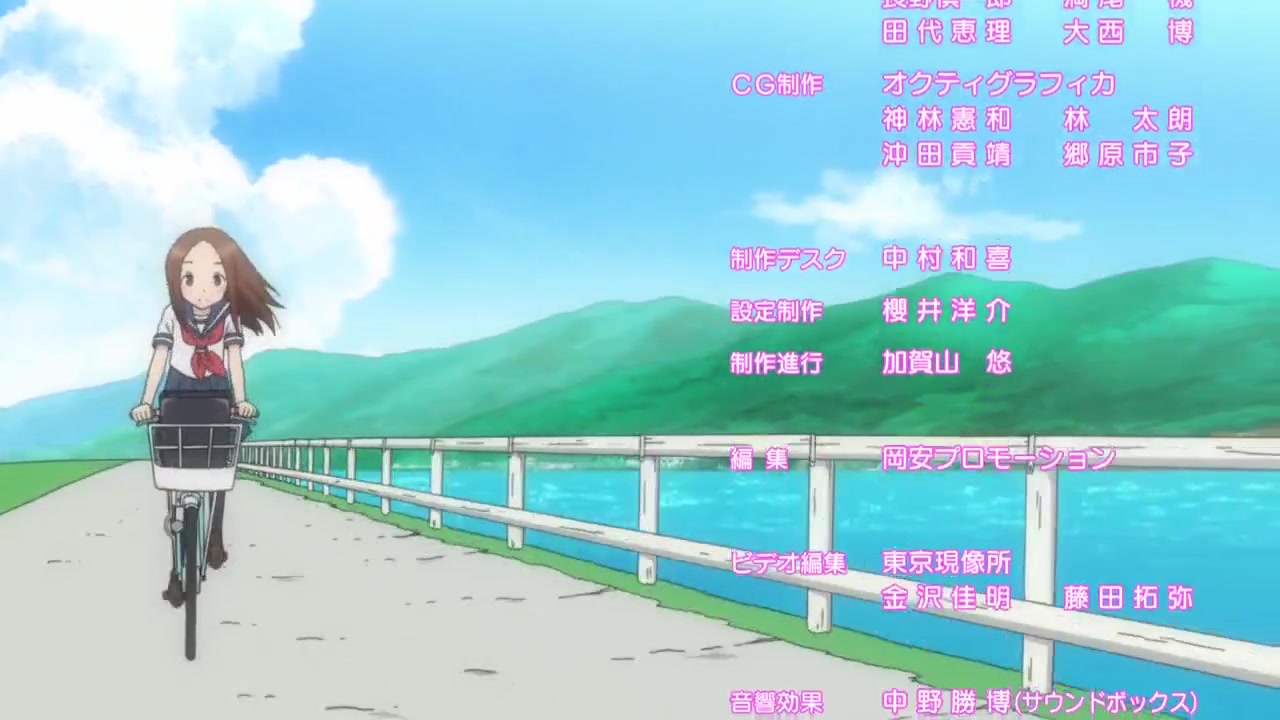 田代恵理　大西　博
CG制作　オクティグラフィカ
神林憲和　林　太朗
沖田貢靖　郷原市子
制作デスク　中村和喜
設定制作　櫻井洋介
制作進行　加賀山　悠
編集　岡安プロモーション
ビデオ編集　東京現像所
金沢佳明　藤田拓弥
音響効果　中野勝博(サウンドボックス)